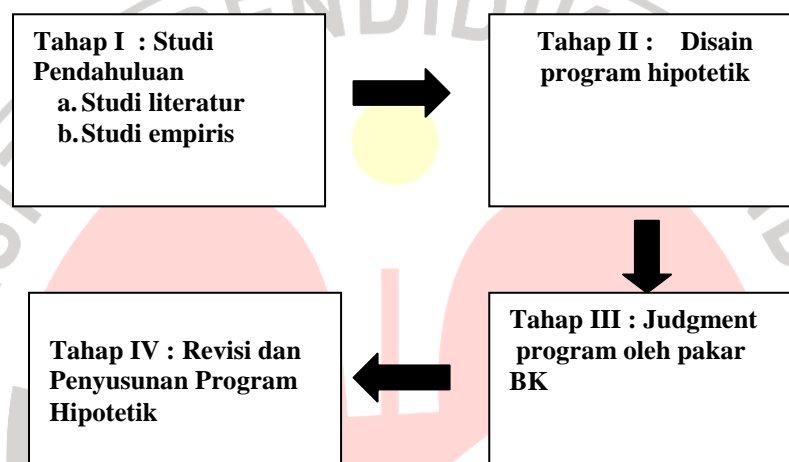 Tahap I : Studi
Pendahuluan
a. Studi literatur
b. Studi empiris
Tahap II : Disain
program hipotetik
Tahap III : Judgment
program oleh pakar
BK
Tahap IV : Revisi dan
Penyusunan Program
Hipotetik